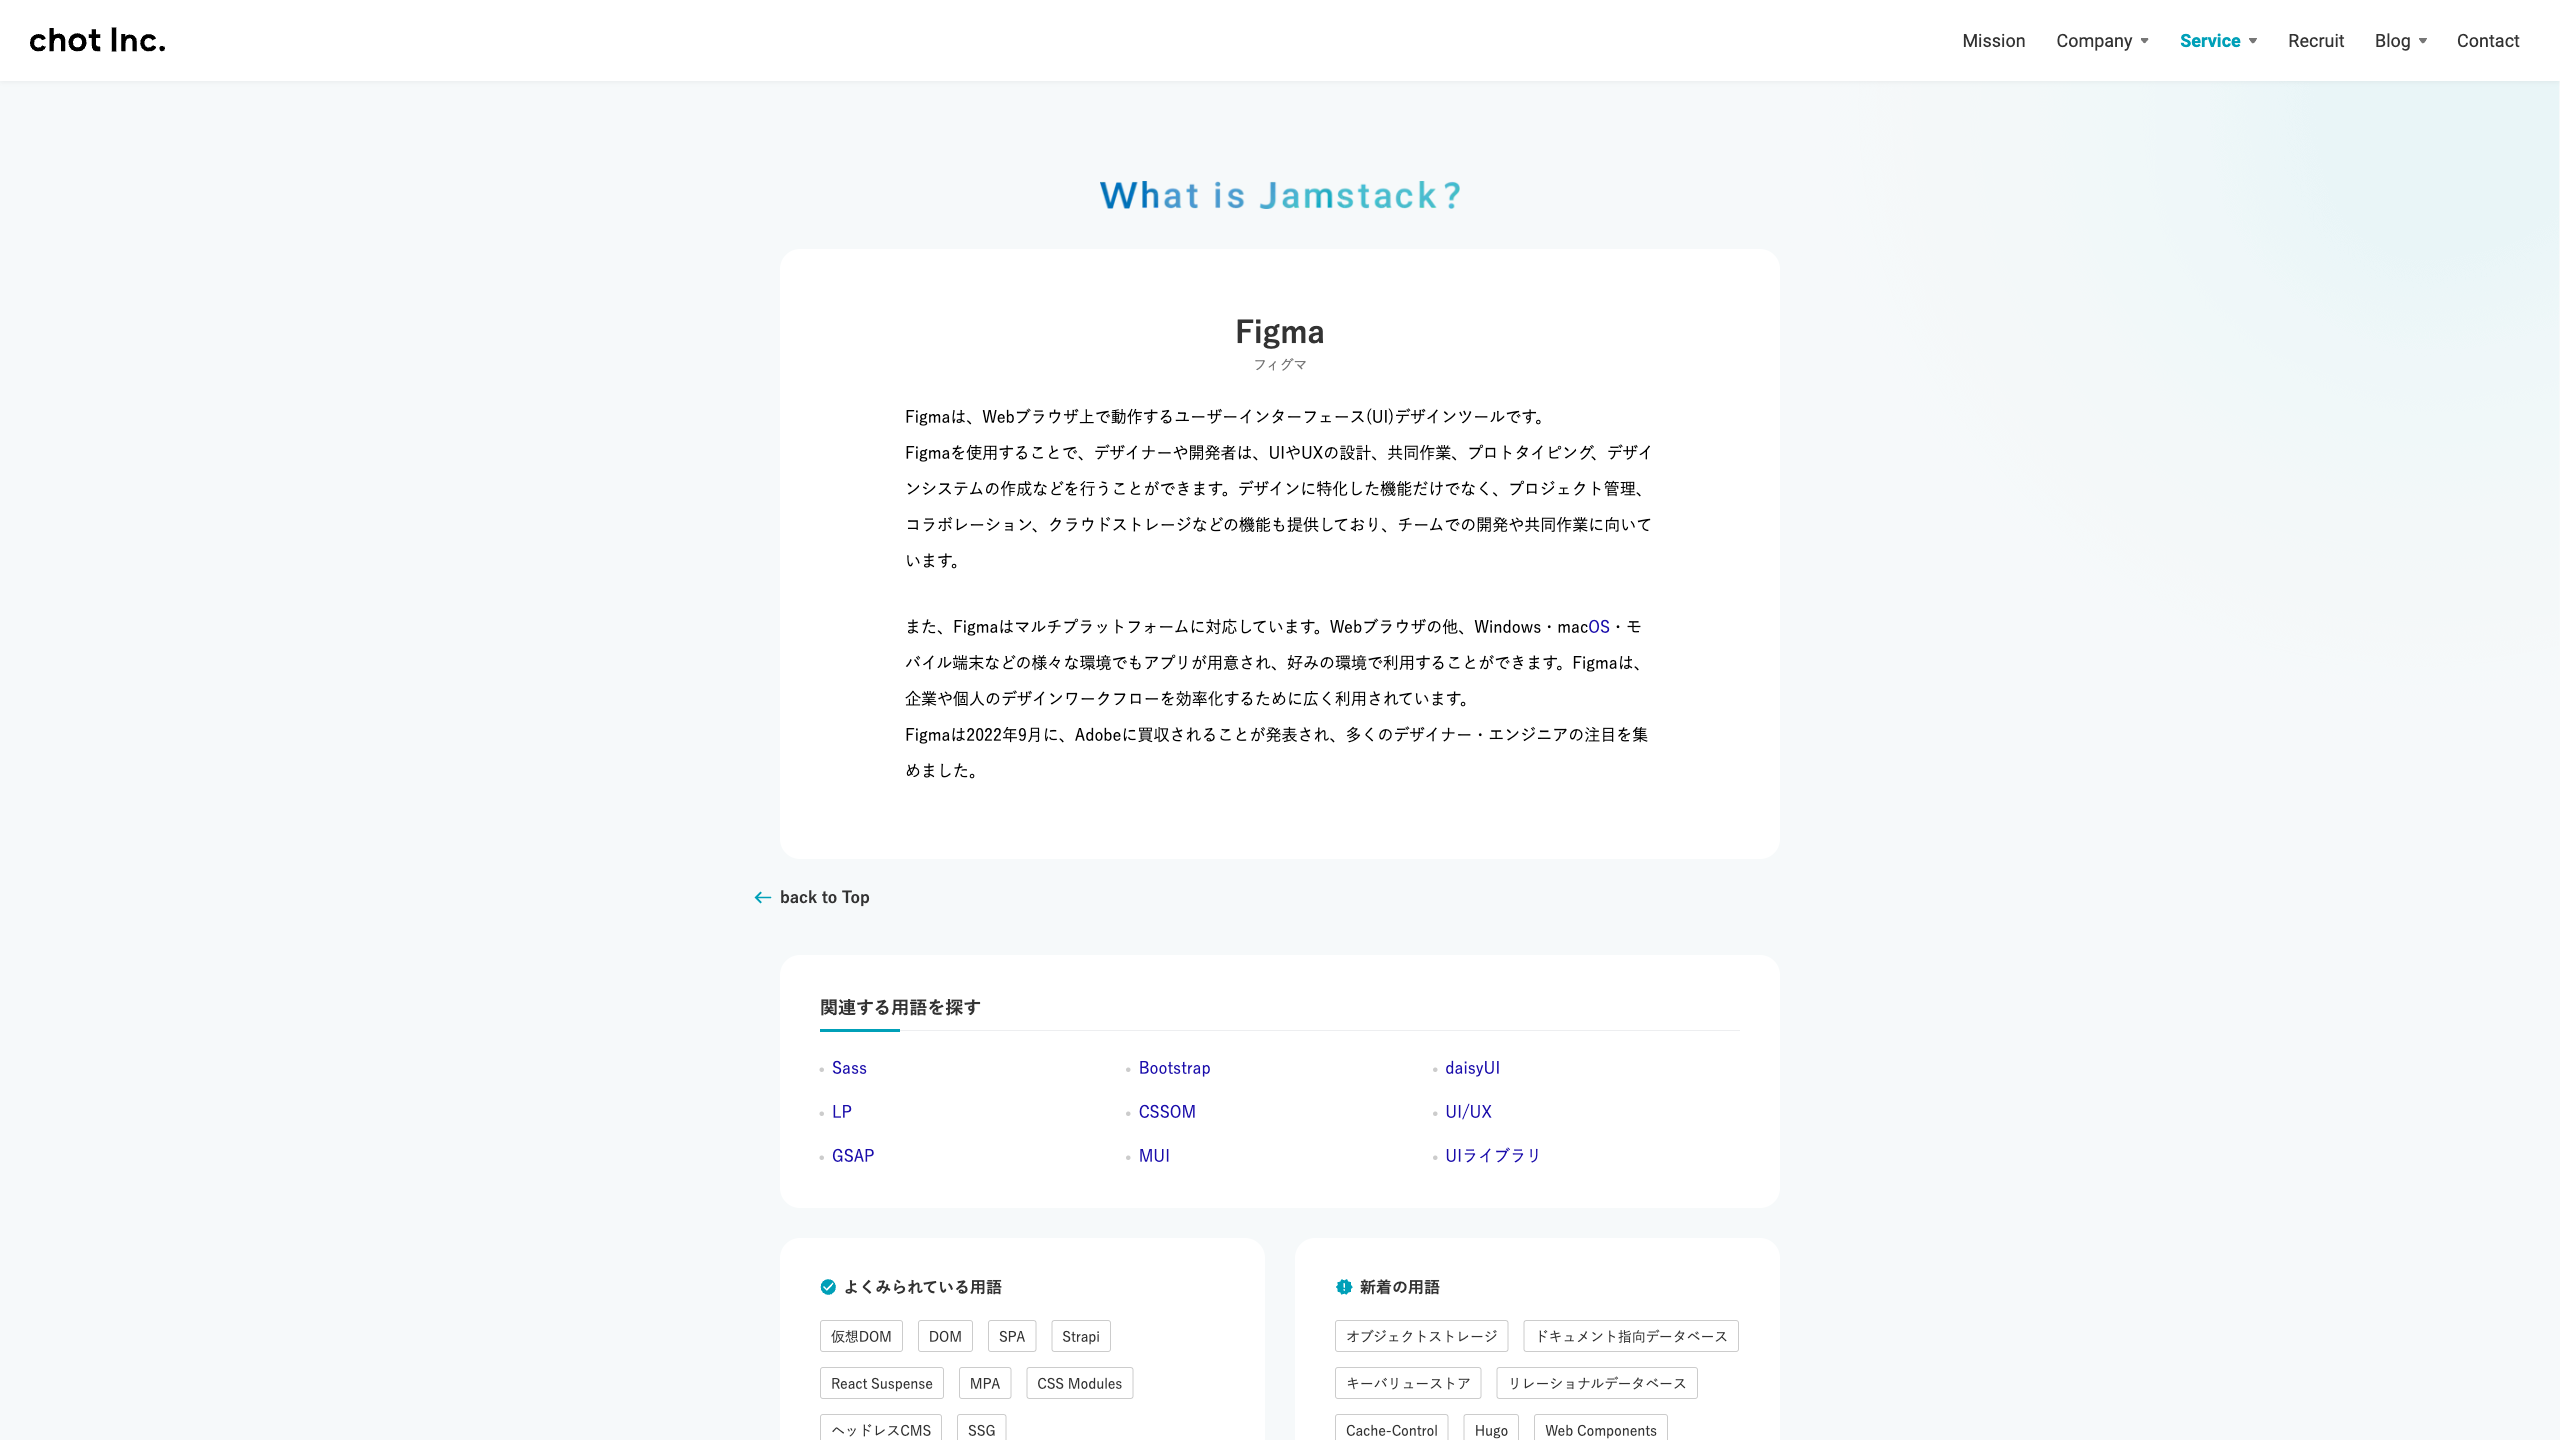 chot Inc.
Mission Company Service Recruit Blog Contact
What is Jamstack?
Figma
フィグマ
Figmaは、Webブラウザ上で動作するユーザーインターフェース(UI)デザインツールです。
Figmaを使用することで、デザイナーや開発者は、UIやUXの設計、共同作業、プロトタイピング、デザイ
ンシステムの作成などを行うことができます。デザインに特化した機能だけでなく、プロジェクト管理、
コラボレーション、クラウドストレージなどの機能も提供しており、チームでの開発や共同作業に向いて
います。
また、Figmaはマルチプラットフォームに対応しています。Webブラウザの他、Windows・macOS・モ
バイル端末などの様々な環境でもアプリが用意され、好みの環境で利用することができます。Figmaは、
企業や個人のデザインワークフローを効率化するために広く利用されています。
Figmaは2022年9月に、Adobeに買収されることが発表され、多くのデザイナー・エンジニアの注目を集
めました。
back to Top
関連する用語を探す
Sass Bootstrap daisyUI
LP CSSOM UI/UX
GSAP MUI UIライブラリ
よくみられている用語
仮想DOM DOM SPA Strapi
React Suspense MPA CSS Modules
ヘッドレスCMS SSG
新着の用語
オブジェクトストレージ ドキュメント指向データベース
キーバリューストア リレーショナルデータベース
Cache-Control Hugo Web Components